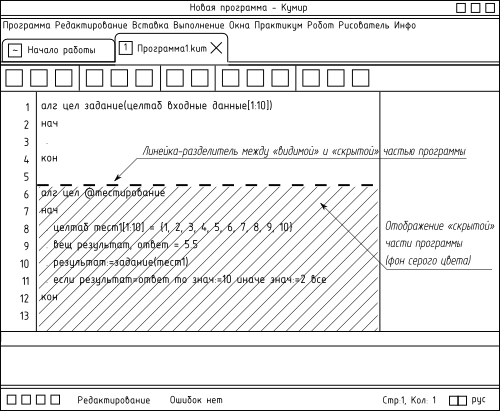 Новая программа - Кумир
Программа Редактирование Вставка Выполнение Окна Практикум Робот Рисователь Инфо
~ Начало работы
1 Программа1.kum
1 алг цел задание(целтаб входные данные[1:10])
2 нач
3 .
4 кон
Линейка-разделитель между «видимой» и «скрытой» частью программы
5
6 алг цел @тестирование
7 нач
8 целтаб тест1[1:10] = {1, 2, 3, 4, 5, 6, 7, 8, 9, 10}
9 вещ результат, ответ = 5.5
10 результат:=задание(тест1)
11 если результат=ответ то знач:=10 иначе знач:=2 все
12 кон
13
Отображение «скрытой»
части программы
(фон серого цвета)
Редактирование Ошибок нет Стр:1, Кол: 1 рус